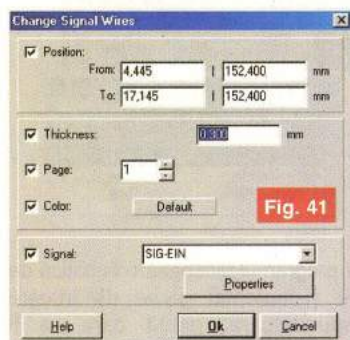 Change Signal Wires
Position:
From: 4,445 | 152,400 mm
To: 17,145 | 152,400 mm
Thickness: 0,300 mm
Page: 1
Color: Default
Fig. 41
Signal: SIG-EIN
Properties
Help Ok Cancel